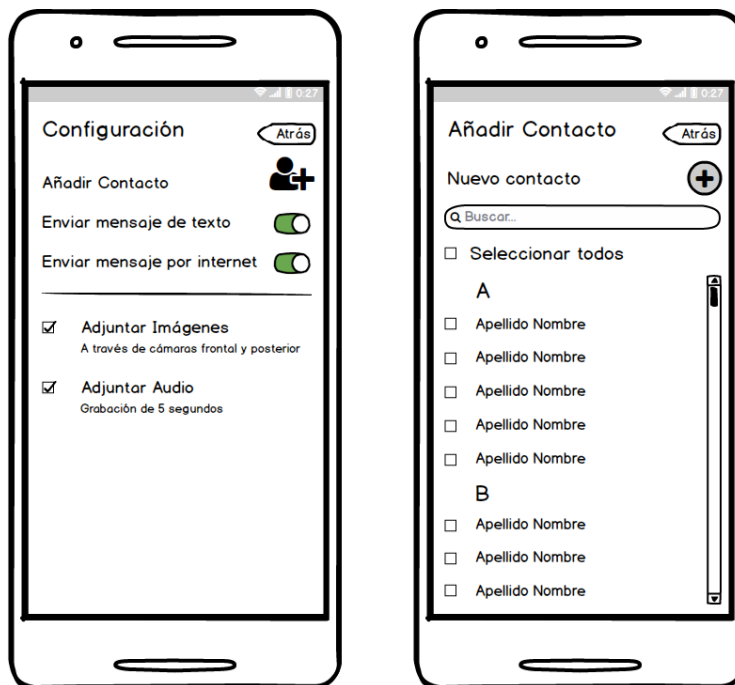 0:27
Configuración
Atrás
Añadir Contacto
Enviar mensaje de texto
Enviar mensaje por internet
Adjuntar Imágenes
A través de cámaras frontal y posterior
Adjuntar Audio
Grabación de 5 segundos
0:27
Añadir Contacto
Atrás
Nuevo contacto
Buscar...
Seleccionar todos
A
Apellido Nombre
Apellido Nombre
Apellido Nombre
Apellido Nombre
Apellido Nombre
B
Apellido Nombre
Apellido Nombre
Apellido Nombre